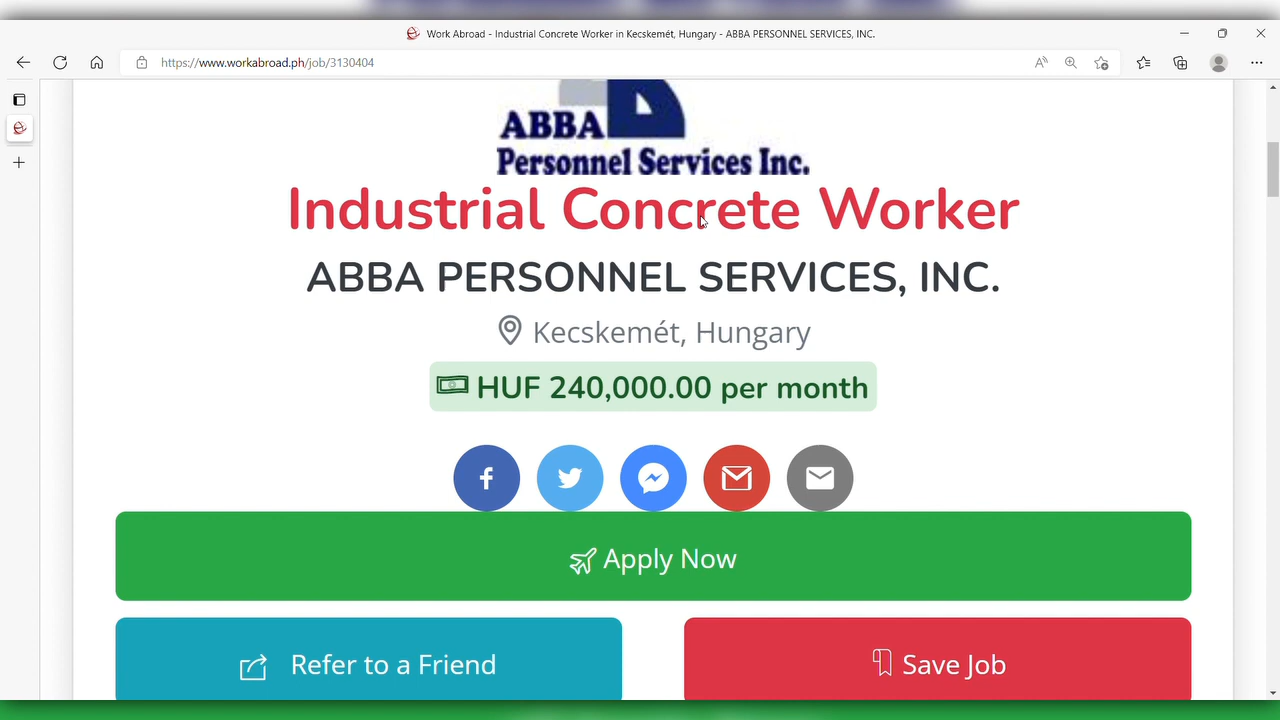 Work Abroad - Industrial Concrete Worker in Kecskemét, Hungary - ABBA PERSONNEL SERVICES, INC.
https://www.workabroad.ph/job/3130404
ABBA
Personnel Services Inc.
Industrial Concrete Worker
ABBA PERSONNEL SERVICES, INC.
Kecskemét, Hungary
HUF 240,000.00 per month
Apply Now
Refer to a Friend
Save Job